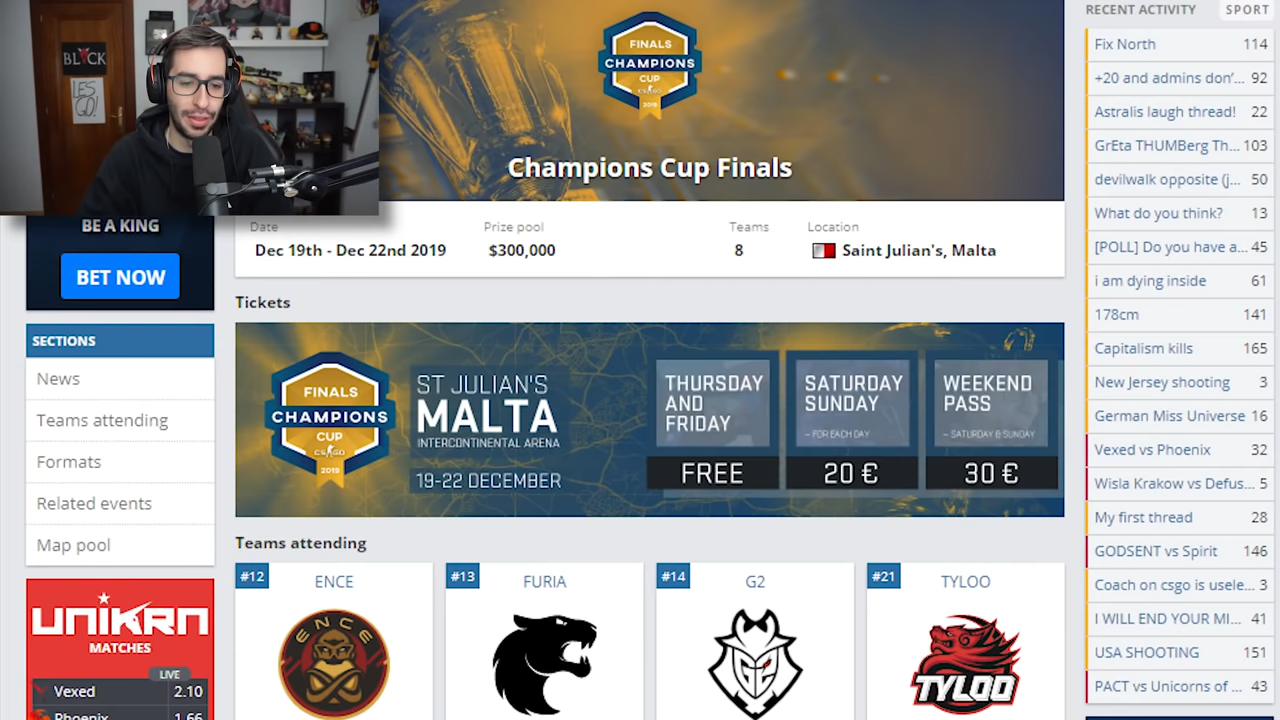 BLCK
LES
GO!
FINALS
CHAMPIONS
CUP
CS:GO
2019
Champions Cup Finals
Date
Dec 19th - Dec 22nd 2019
Prize pool
$300,000
Teams
8
Location
Saint Julian's, Malta
BE A KING
BET NOW
SECTIONS
News
Teams attending
Formats
Related events
Map pool
UNIKRN
MATCHES
LIVE
Vexed 2.10
Phoenix 1.66
Tickets
FINALS
CHAMPIONS
CUP
CS:GO
2019
ST JULIAN'S
MALTA
INTERCONTINENTAL ARENA
19-22 DECEMBER
THURSDAY
AND
FRIDAY
FREE
SATURDAY
SUNDAY
– FOR EACH DAY
20 €
WEEKEND
PASS
– SATURDAY & SUNDAY
30 €
Teams attending
#12 ENCE
ENCE
#13 FURIA
#14 G2
G2
#21 TYLOO
TYLOO
RECENT ACTIVITY SPORT
Fix North 114
+20 and admins don'... 92
Astralis laugh thread! 22
GrEta THUMBerg Th... 103
devilwalk opposite (j... 50
What do you think? 13
[POLL] Do you have a... 45
i am dying inside 61
178cm 141
Capitalism kills 165
New Jersey shooting 3
German Miss Universe 16
Vexed vs Phoenix 32
Wisla Krakow vs Defus... 5
My first thread 28
GODSENT vs Spirit 146
Coach on csgo is usele... 3
I WILL END YOUR MI... 41
USA SHOOTING 151
PACT vs Unicorns of ... 43